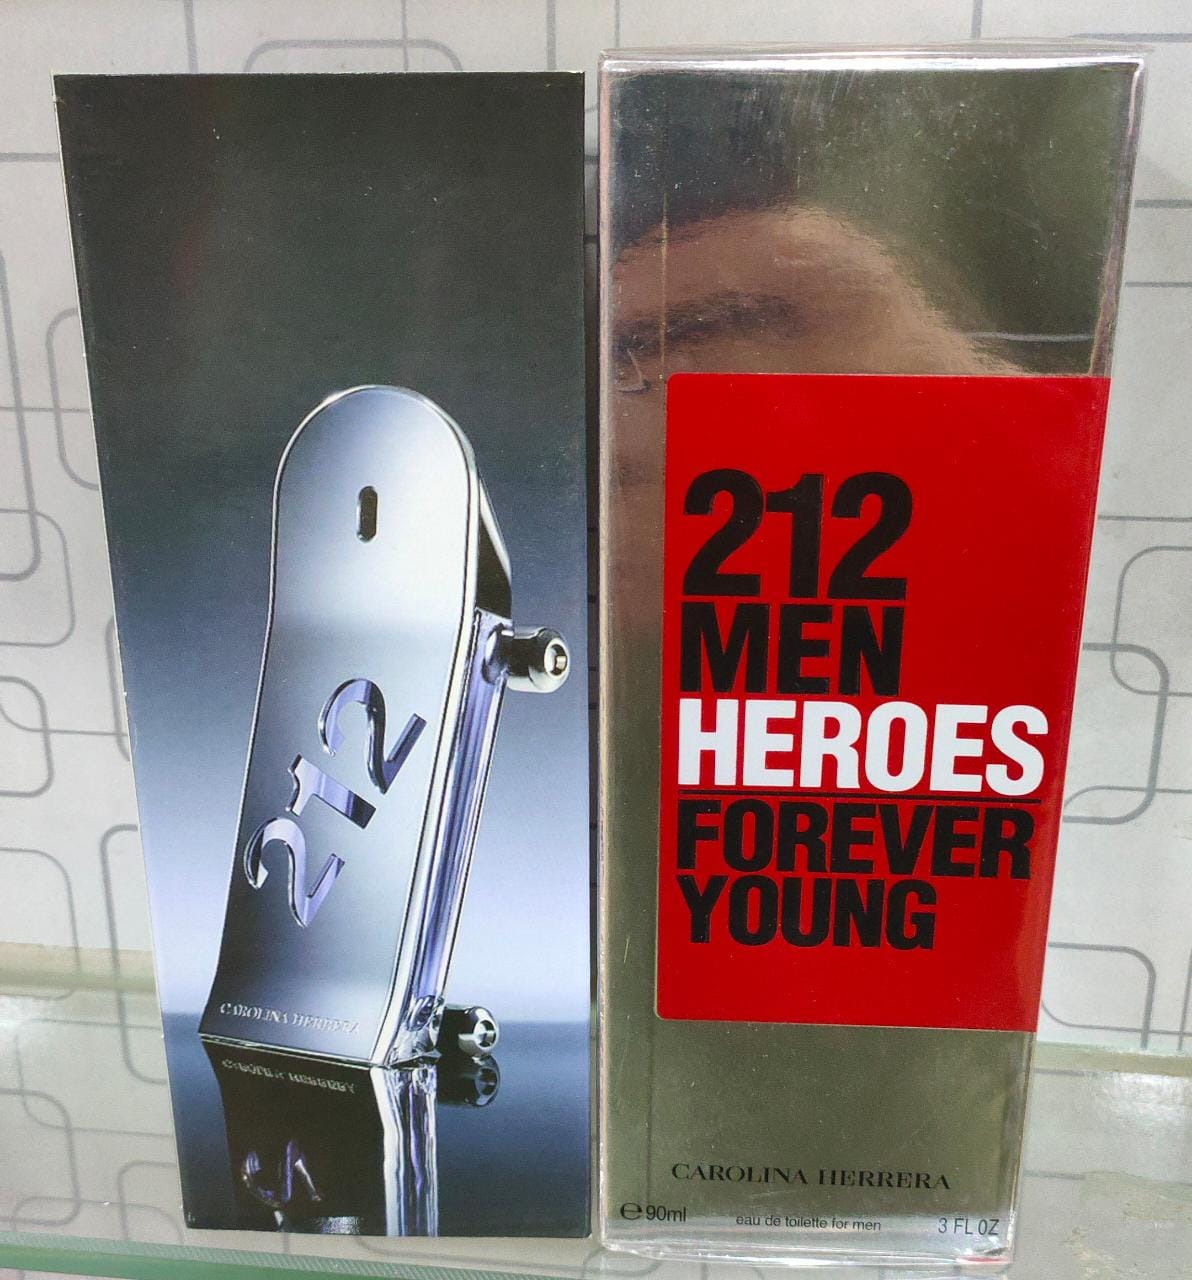 212
CAROLINA HERRERA
212
MEN
HEROES
FOREVER
YOUNG
CAROLINA HERRERA
℮ 90ml eau de toilette for men 3 FL OZ